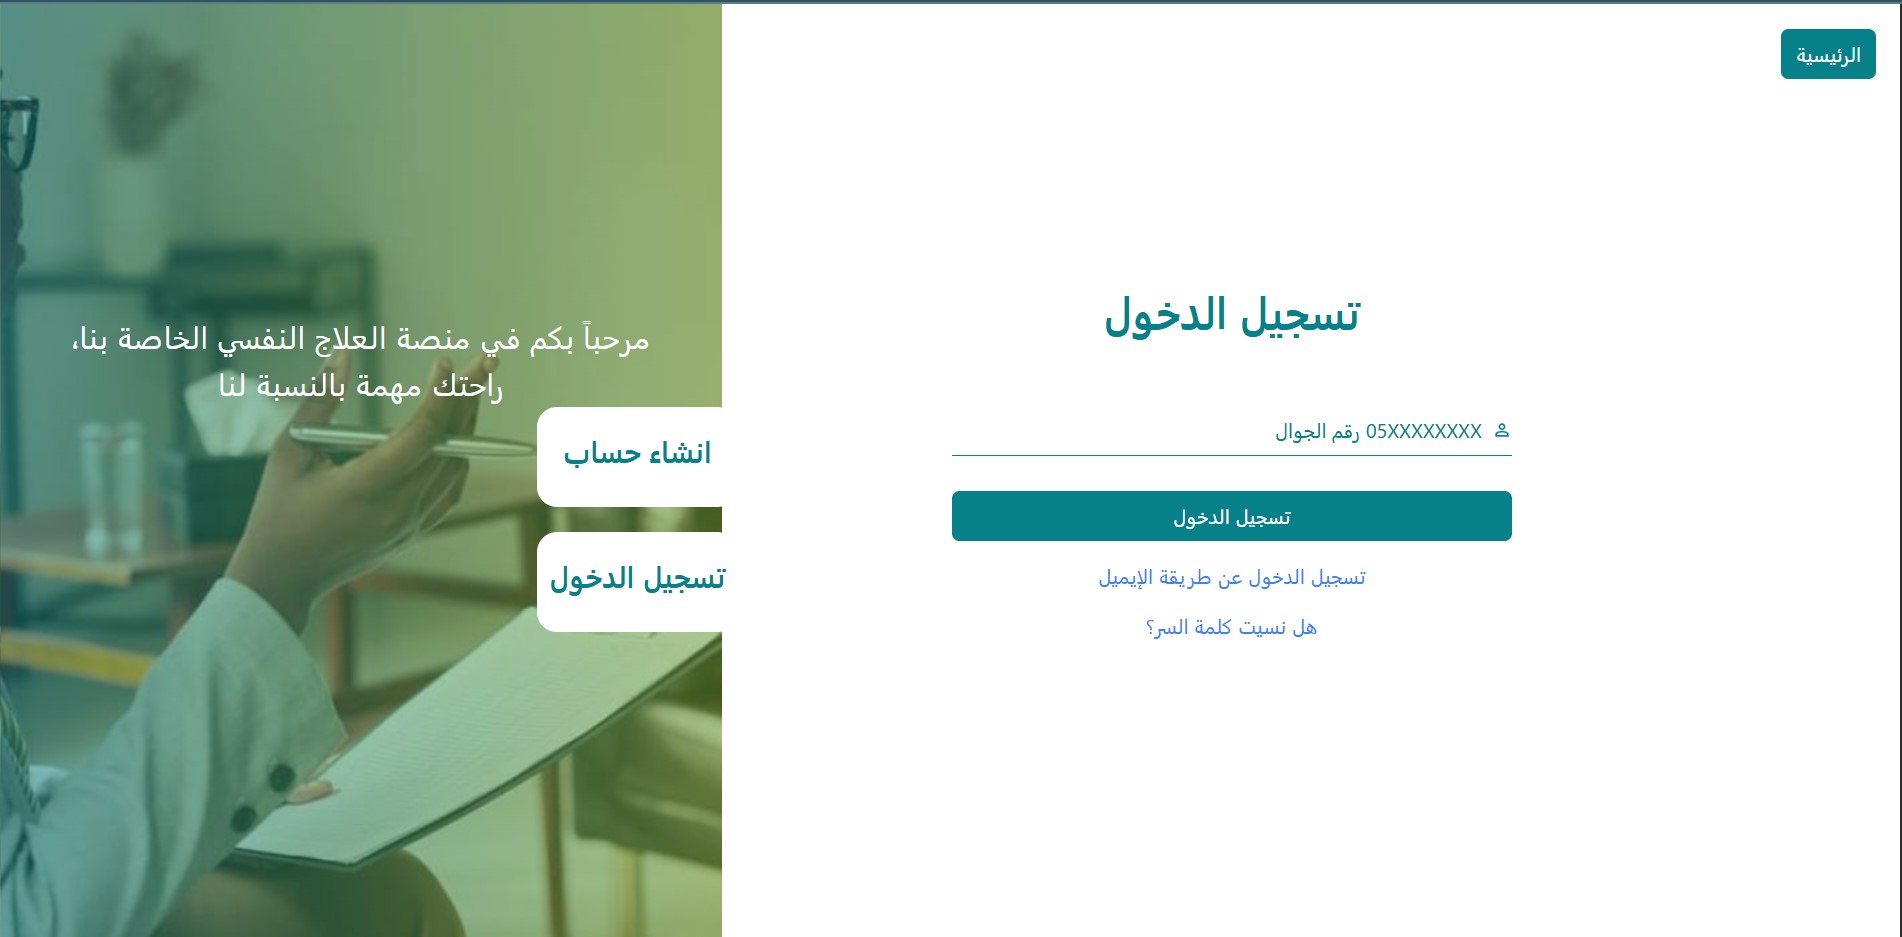 الرئيسية
تسجيل الدخول
05XXXXXXXX رقم الجوال
تسجيل الدخول
تسجيل الدخول عن طريقة الإيميل
هل نسيت كلمة السر؟
مرحباً بكم في منصة العلاج النفسي الخاصة بنا،
راحتك مهمة بالنسبة لنا
انشاء حساب
تسجيل الدخول